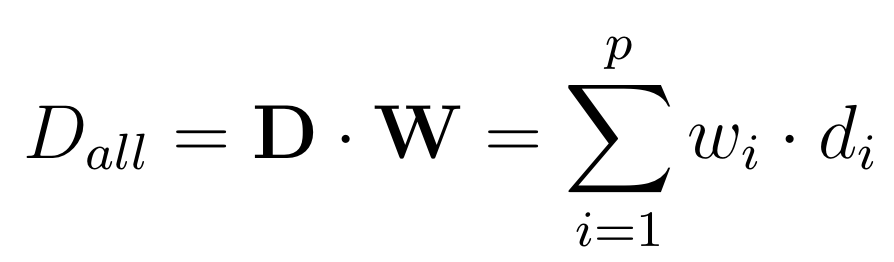 D_{all} = \mathbf{D} \cdot \mathbf{W} = \sum_{i=1}^{p} w_i \cdot d_i